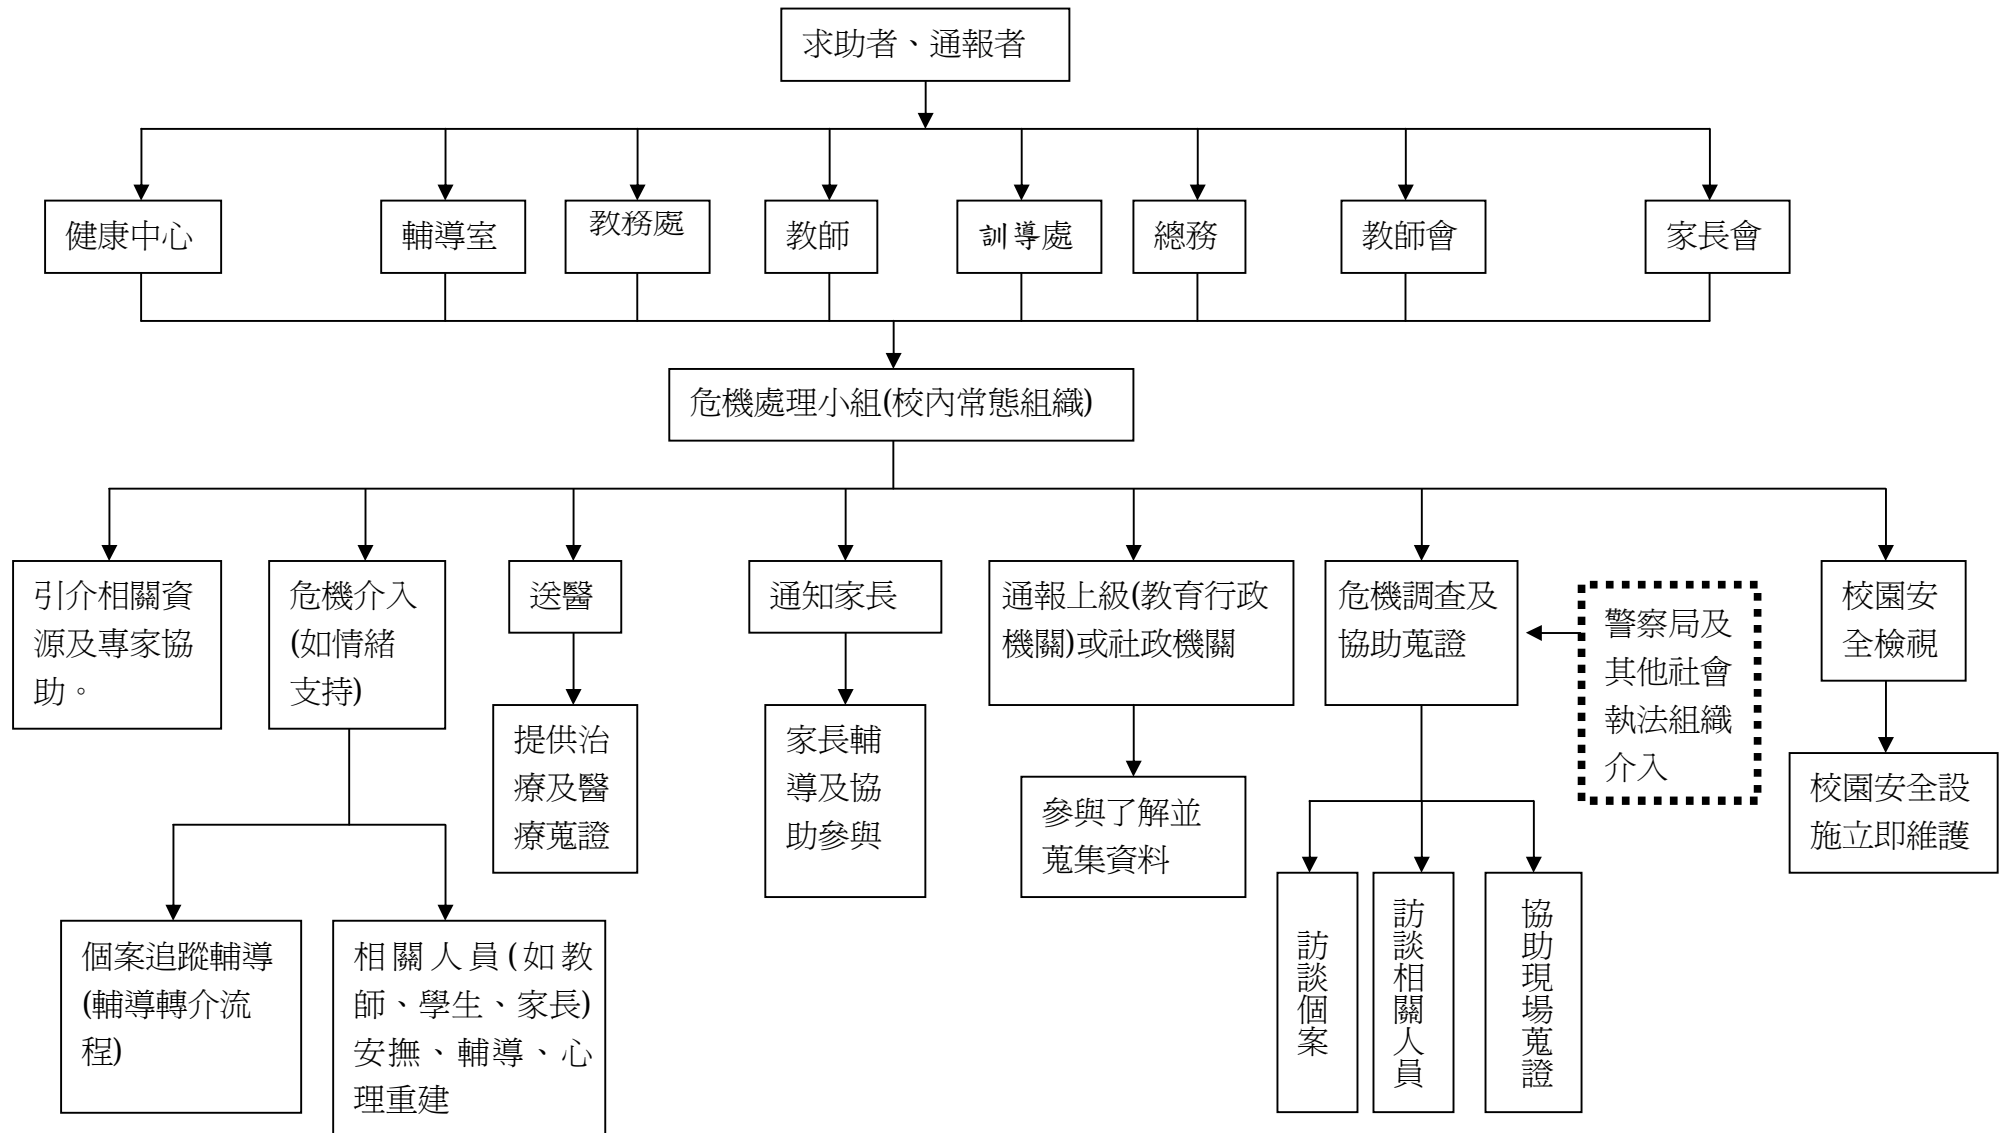 求助者、通報者
健康中心
輔導室
教務處
教師
訓導處
總務
教師會
家長會
危機處理小組(校內常態組織)
引介相關資
源及專家協
助。
危機介入
(如情緒
支持)
送醫
通知家長
通報上級(教育行政
機關)或社政機關
危機調查及
協助蒐證
警察局及
其他社會
執法組織
介入
校園安
全檢視
提供治
療及醫
療蒐證
家長輔
導及協
助參與
參與了解並
蒐集資料
校園安全設
施立即維護
個案追蹤輔導
(輔導轉介流
程)
相關人員(如教
師、學生、家長)
安撫、輔導、心
理重建
訪談個案
訪談相關人員
協助現場蒐證